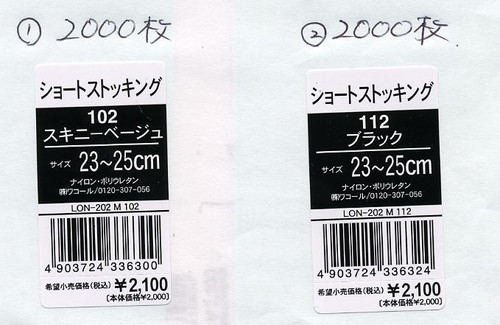 ① 2000枚
ショートストッキング
102
スキニーベージュ
サイズ 23～25cm
ナイロン・ポリウレタン
㈱ワコール/0120-307-056
LON-202 M 102
4 903724 336300
希望小売価格(税込) ¥2,100
〔本体価格¥2,000〕
② 2000枚
ショートストッキング
112
ブラック
サイズ 23～25cm
ナイロン・ポリウレタン
㈱ワコール/0120-307-056
LON-202 M 112
4 903724 336324
希望小売価格(税込) ¥2,100
〔本体価格¥2,000〕